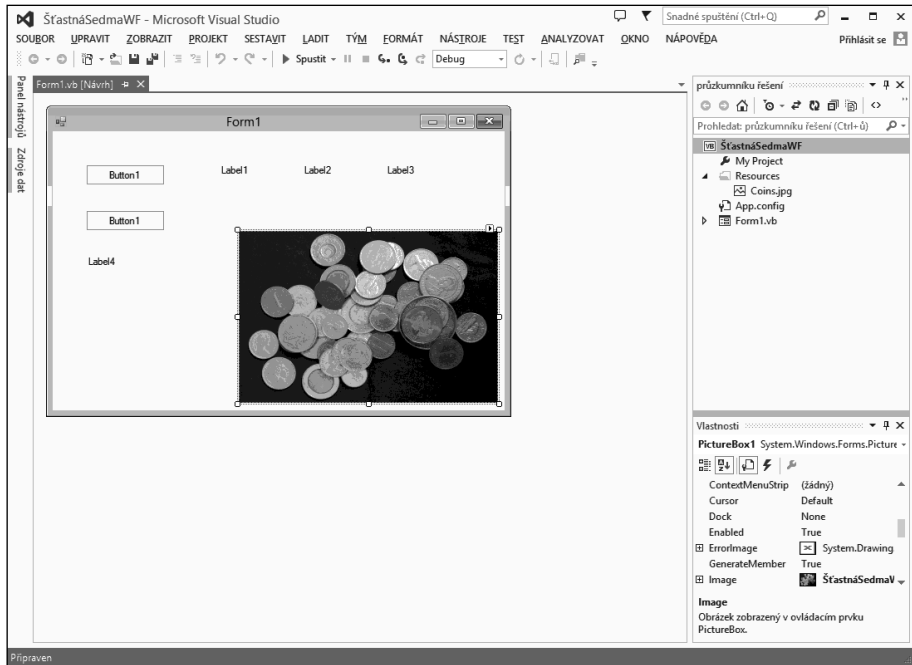 ŠťastnáSedmaWF - Microsoft Visual Studio
Snadné spuštění (Ctrl+Q)
SOUBOR UPRAVIT ZOBRAZIT PROJEKT SESTAVIT LADIT TÝM FORMÁT NÁSTROJE TEST ANALYZOVAT OKNO NÁPOVĚDA Přihlásit se
Spustit Debug
Panel nástrojů
Zdroje dat
Form1.vb [Návrh]
Form1
Button1 Label1 Label2 Label3
Button1
Label4
průzkumníku řešení
Prohledat: průzkumníku řešení (Ctrl+ů)
VB ŠťastnáSedmaWF
My Project
Resources
Coins.jpg
App.config
Form1.vb
Vlastnosti
PictureBox1 System.Windows.Forms.Picture
ContextMenuStrip (žádný)
Cursor Default
Dock None
Enabled True
ErrorImage System.Drawing
GenerateMember True
Image ŠťastnáSedmaW
Image
Obrázek zobrazený v ovládacím prvku
PictureBox.
Připraven